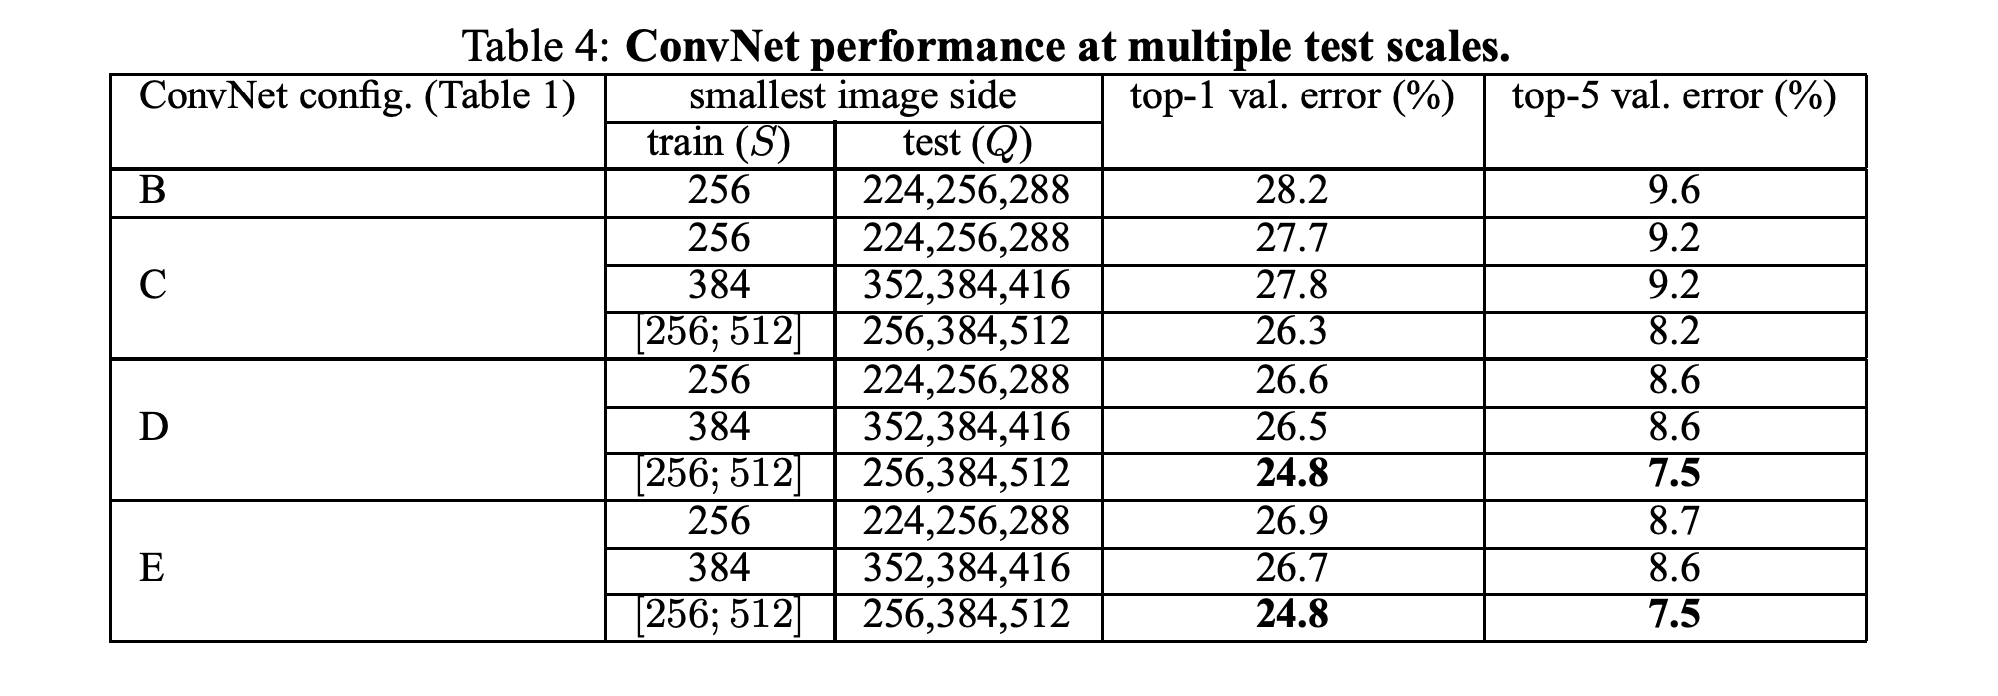 Table 4: ConvNet performance at multiple test scales.
ConvNet config. (Table 1) smallest image side top-1 val. error (%) top-5 val. error (%)
train (S) test (Q)
B 256 224,256,288 28.2 9.6
C 256 224,256,288 27.7 9.2
384 352,384,416 27.8 9.2
[256; 512] 256,384,512 26.3 8.2
D 256 224,256,288 26.6 8.6
384 352,384,416 26.5 8.6
[256; 512] 256,384,512 24.8 7.5
E 256 224,256,288 26.9 8.7
384 352,384,416 26.7 8.6
[256; 512] 256,384,512 24.8 7.5